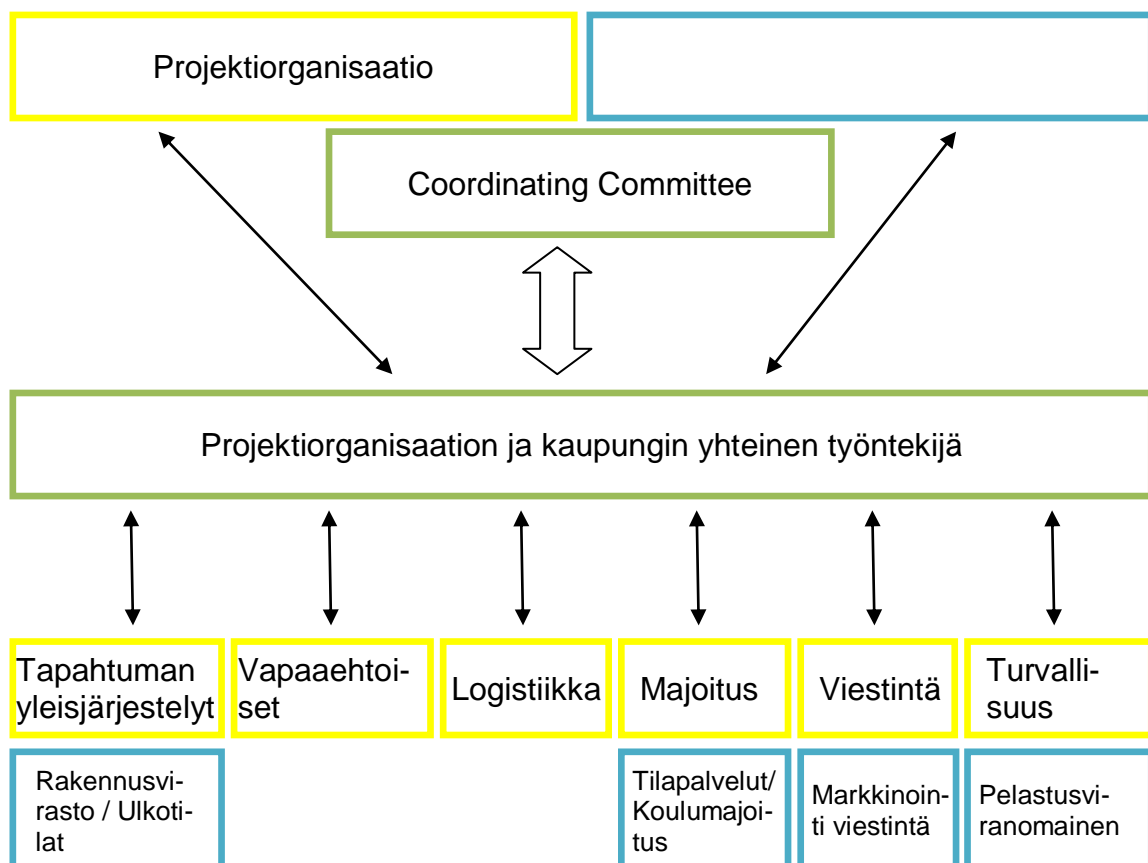 Projektiorganisaatio
Coordinating Committee
Projektiorganisaation ja kaupungin yhteinen työntekijä
Tapahtuman
yleisjärjestelyt
Vapaaehtoi-
set
Logistiikka
Majoitus
Viestintä
Turvalli-
suus
Rakennusvi-
rasto / Ulkoti-
lat
Tilapalvelut/
Koulumajoi-
tus
Markkinoin-
ti viestintä
Pelastusvi-
ranomainen